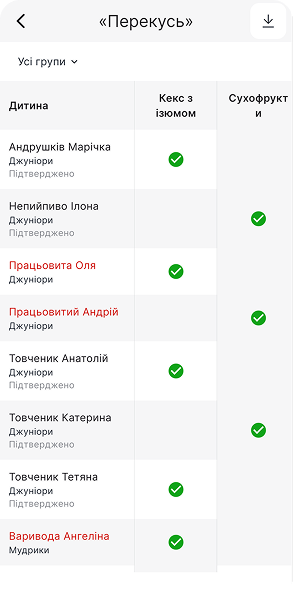 «Перекусь»
Усі групи
Дитина
Кекс з
ізюмом
Сухофрукт
и
Андрушків Марічка
Джуніори
Підтверджено
Непийпиво Ілона
Джуніори
Підтверджено
Працьовита Оля
Джуніори
Працьовитий Андрій
Джуніори
Товченик Анатолій
Джуніори
Підтверджено
Товченик Катерина
Джуніори
Підтверджено
Товченик Тетяна
Джуніори
Підтверджено
Варивода Ангеліна
Мудрики